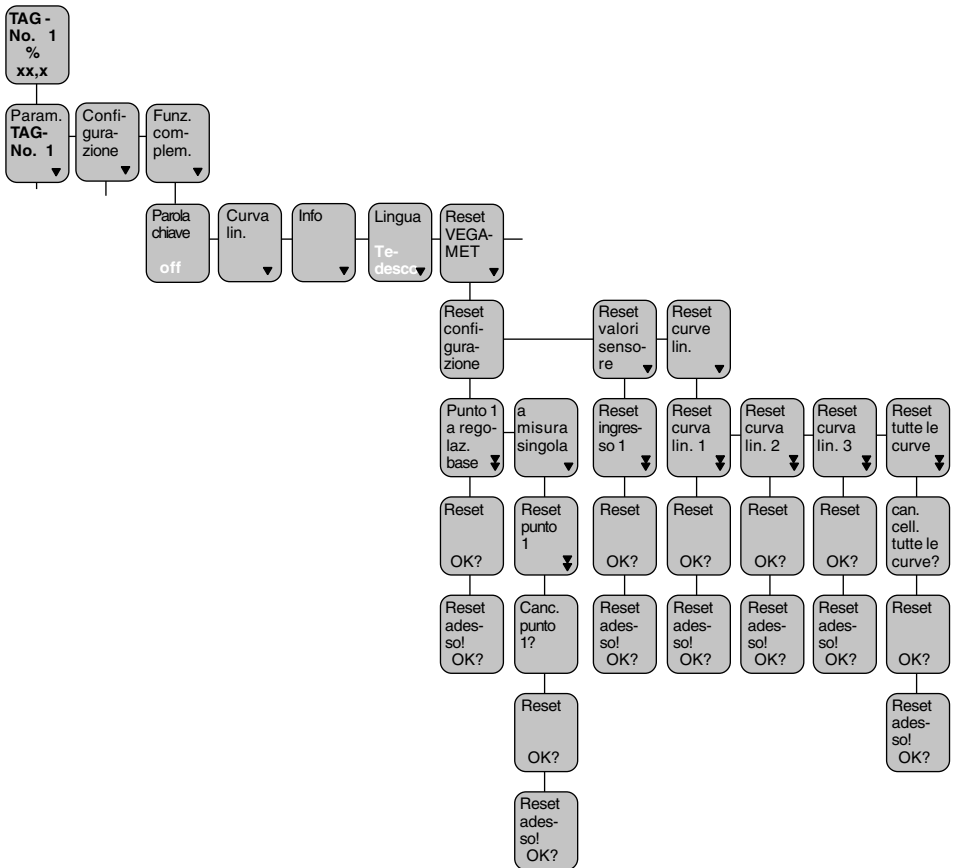 TAG -
No. 1
%
xx,x
Param.
TAG-
No. 1
Confi-
gura-
zione
Funz.
com-
plem.
Parola
chiave
off
Curva
lin.
Info
Lingua
Te-
desco
Reset
VEGA-
MET
Reset
confi-
gura-
zione
Reset
valori
senso-
re
Reset
curve
lin.
Punto 1
a rego-
laz.
base
a
misura
singola
Reset
ingres-
so 1
Reset
curva
lin. 1
Reset
curva
lin. 2
Reset
curva
lin. 3
Reset
tutte le
curve
Reset
OK?
Reset
punto
1
Reset
OK?
Reset
OK?
Reset
OK?
Reset
OK?
can.
cell.
tutte le
curve?
Reset
ades-
so!
OK?
Canc.
punto
1?
Reset
ades-
so!
OK?
Reset
ades-
so!
OK?
Reset
ades-
so!
OK?
Reset
ades-
so!
OK?
Reset
OK?
Reset
OK?
Reset
ades-
so!
OK?
Reset
ades-
so!
OK?